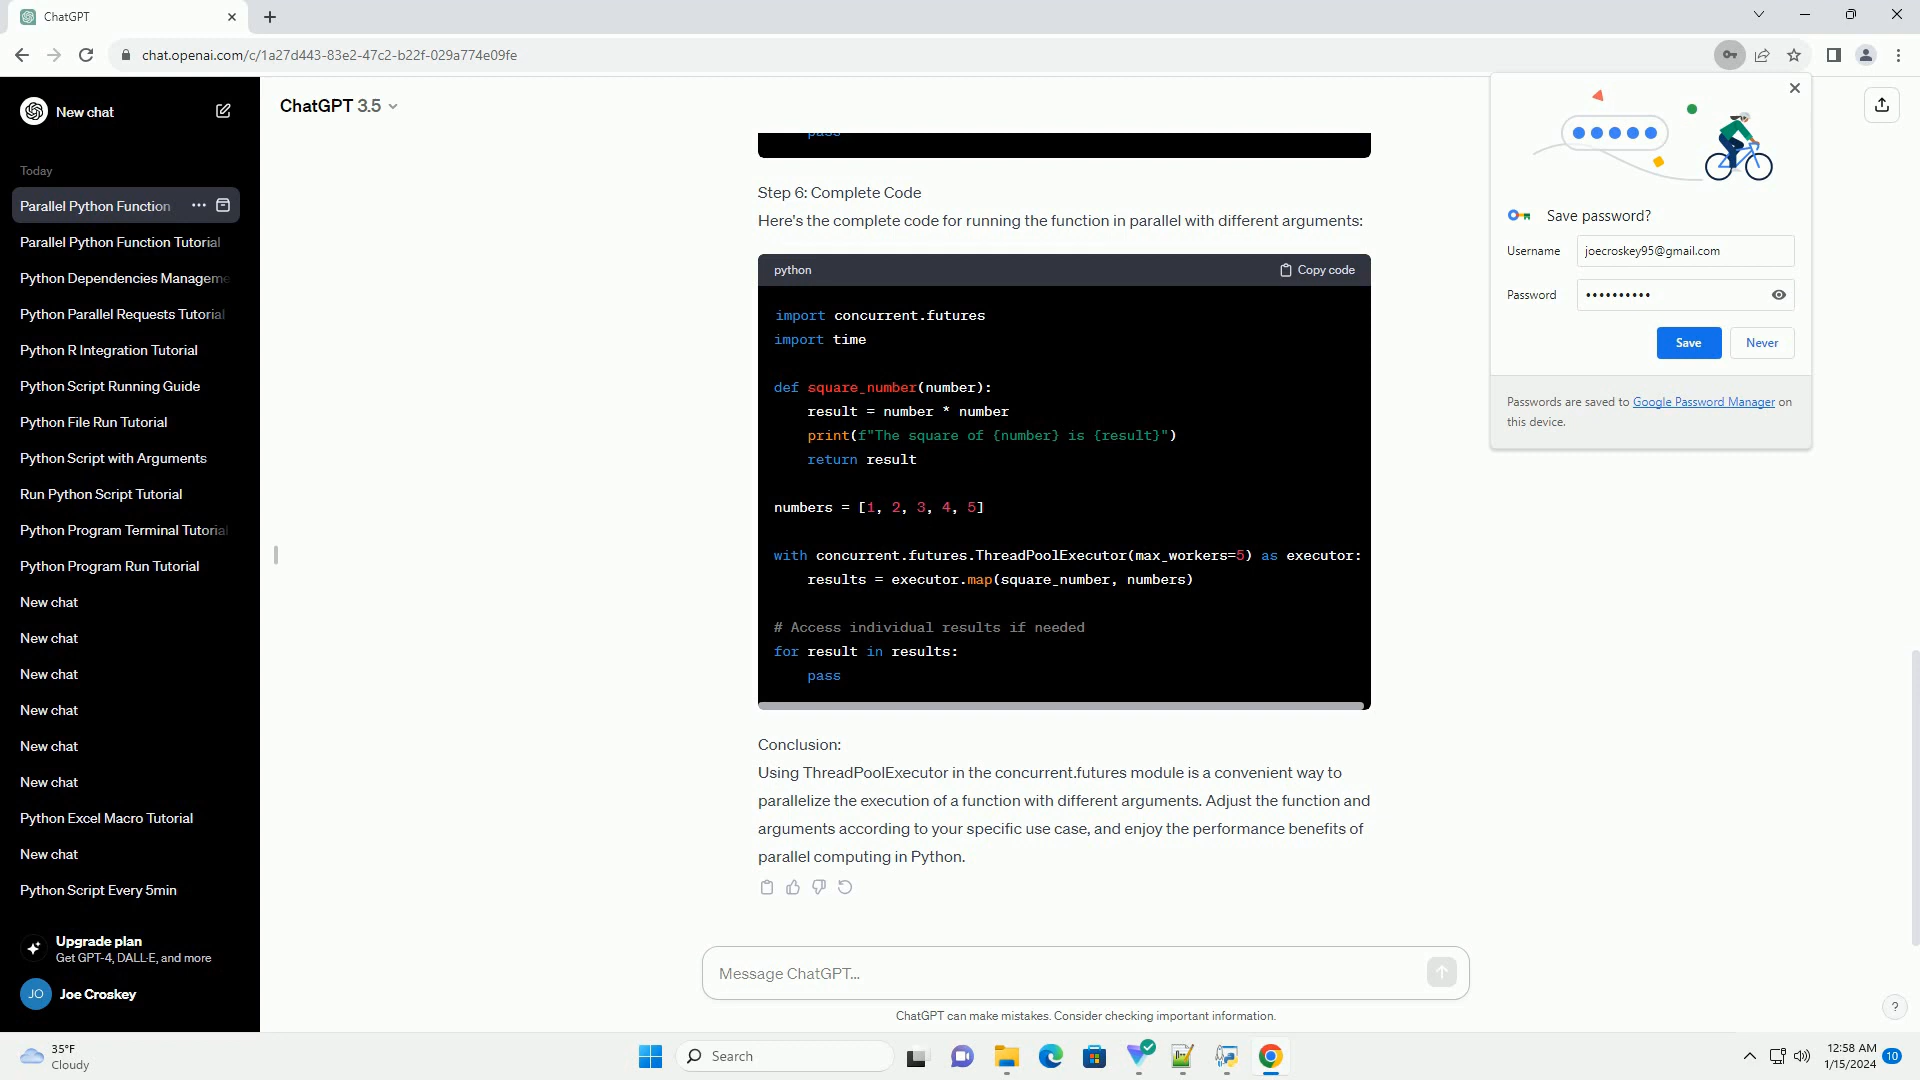 ChatGPT
chat.openai.com/c/1a27d443-83e2-47c2-b22f-029a774e09fe
New chat
Today
Parallel Python Function
Parallel Python Function Tutorial
Python Dependencies Manageme
Python Parallel Requests Tutorial
Python R Integration Tutorial
Python Script Running Guide
Python File Run Tutorial
Python Script with Arguments
Run Python Script Tutorial
Python Program Terminal Tutorial
Python Program Run Tutorial
New chat
New chat
New chat
New chat
New chat
New chat
Python Excel Macro Tutorial
New chat
Python Script Every 5min
Upgrade plan
Get GPT-4, DALL·E, and more
JO Joe Croskey
ChatGPT 3.5
pass
Step 6: Complete Code
Here's the complete code for running the function in parallel with different arguments:
python Copy code
import concurrent.futures
import time
def square_number(number):
    result = number * number
    print(f"The square of {number} is {result}")
    return result
numbers = [1, 2, 3, 4, 5]
with concurrent.futures.ThreadPoolExecutor(max_workers=5) as executor:
    results = executor.map(square_number, numbers)
# Access individual results if needed
for result in results:
    pass
Conclusion:
Using ThreadPoolExecutor in the concurrent.futures module is a convenient way to
parallelize the execution of a function with different arguments. Adjust the function and
arguments according to your specific use case, and enjoy the performance benefits of
parallel computing in Python.
Message ChatGPT...
ChatGPT can make mistakes. Consider checking important information.
?
Save password?
Username joecroskey95@gmail.com
Password ••••••••••
Save Never
Passwords are saved to Google Password Manager on
this device.
35°F
Cloudy
Search
12:58 AM
1/15/2024
10